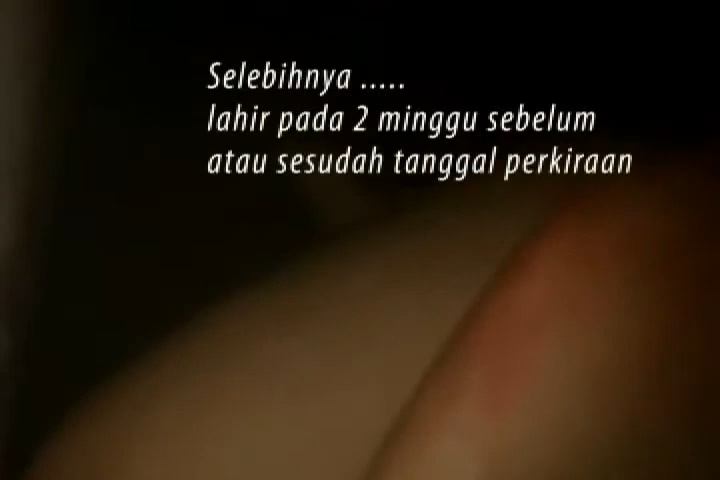 Selebihnya .....
lahir pada 2 minggu sebelum
atau sesudah tanggal perkiraan